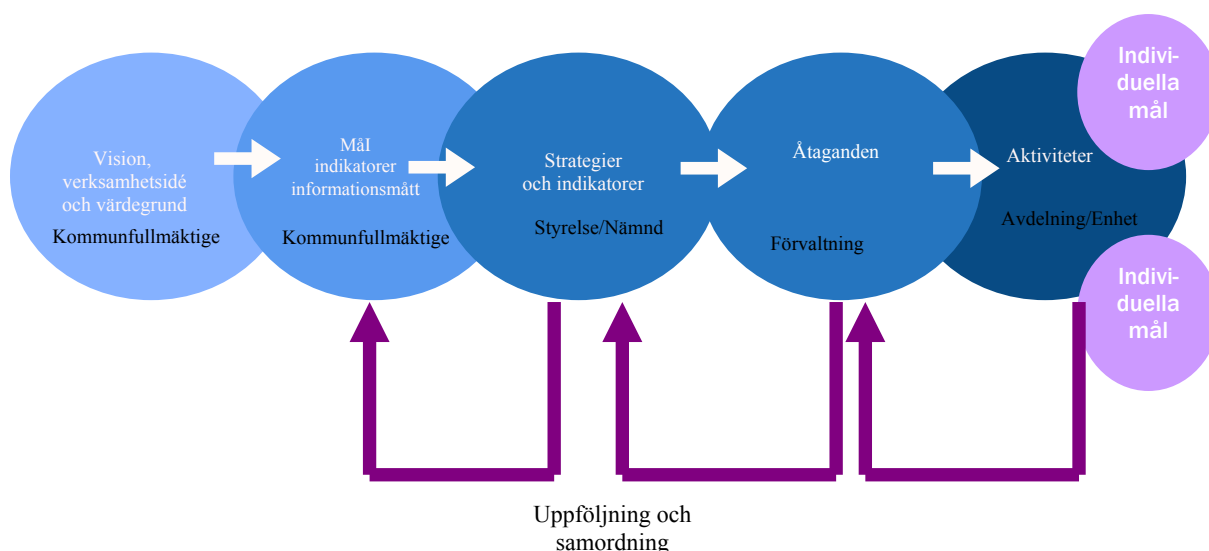 Vision,
verksamhetsidé
och värdegrund
Kommunfullmäktige
Mål
indikatorer
informationsmått
Kommunfullmäktige
Strategier
och indikatorer
Styrelse/Nämnd
Åtaganden
Förvaltning
Aktiviteter
Avdelning/Enhet
Indivi-
duella
mål
Indivi-
duella
mål
Uppföljning och
samordning